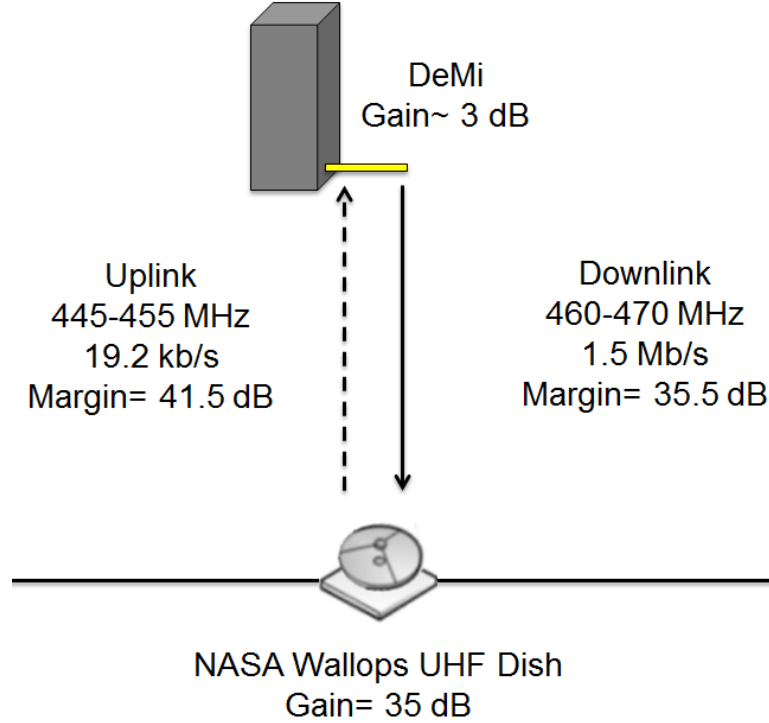 DeMi
Gain~ 3 dB
Uplink
445-455 MHz
19.2 kb/s
Margin= 41.5 dB
Downlink
460-470 MHz
1.5 Mb/s
Margin= 35.5 dB
NASA Wallops UHF Dish
Gain= 35 dB